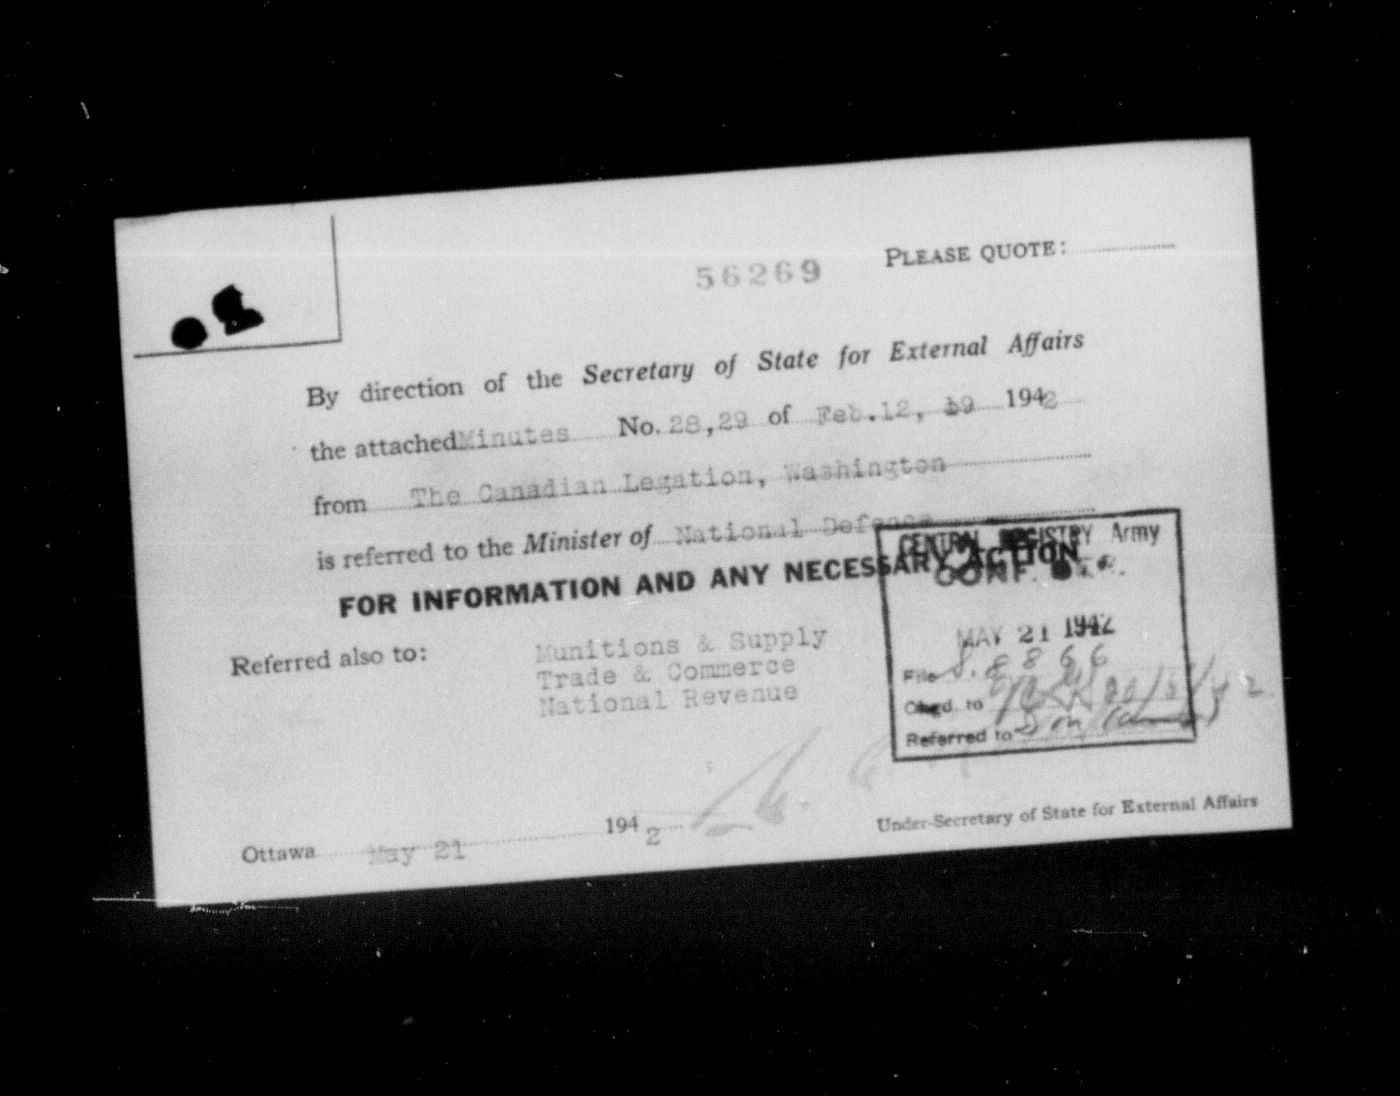 56269
PLEASE QUOTE:
By direction of the Secretary of State for External Affairs
the attached Minutes No. 28,29 of Feb.12, 19 1942
from The Canadian Legation, Washington
is referred to the Minister of National Defence
FOR INFORMATION AND ANY NECESSARY ACTION
Referred also to: Munitions & Supply
Trade & Commerce
National Revenue
CENTRAL REGISTRY Army
CONF.
MAY 21 1942
File S. 8866
Chgd. to
Referred to
Ottawa May 21 1942
Under-Secretary of State for External Affairs